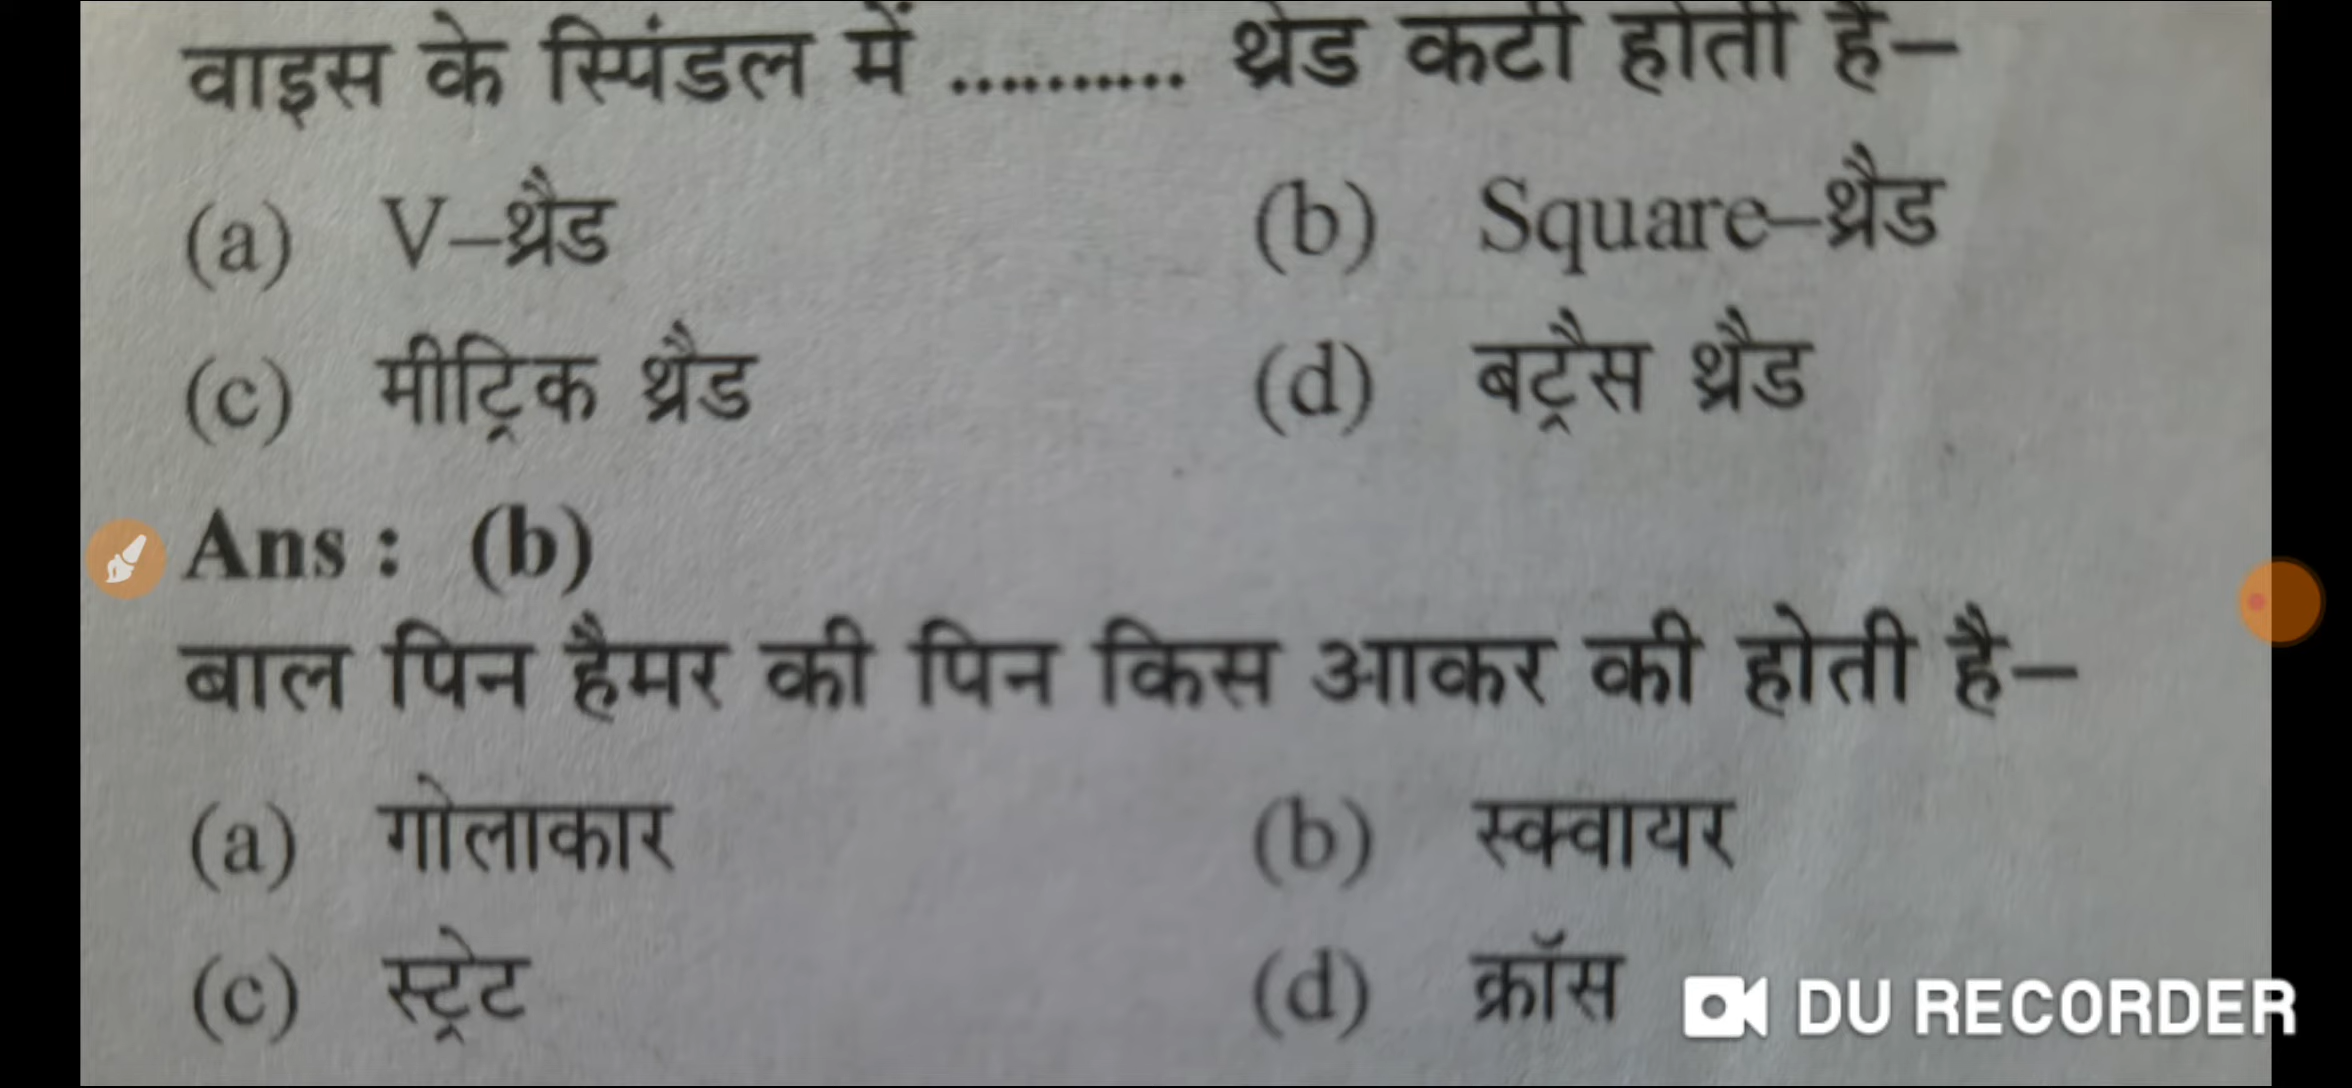 वाइस के स्पिंडल में .......... थ्रेड कटी होती है–
(a) V–थ्रैड (b) Square–थ्रैड
(c) मीट्रिक थ्रैड (d) बट्रैस थ्रैड
Ans : (b)
बाल पिन हैमर की पिन किस आकर की होती है–
(a) गोलाकार (b) स्क्वायर
(c) स्ट्रेट (d) क्रॉस
DU RECORDER